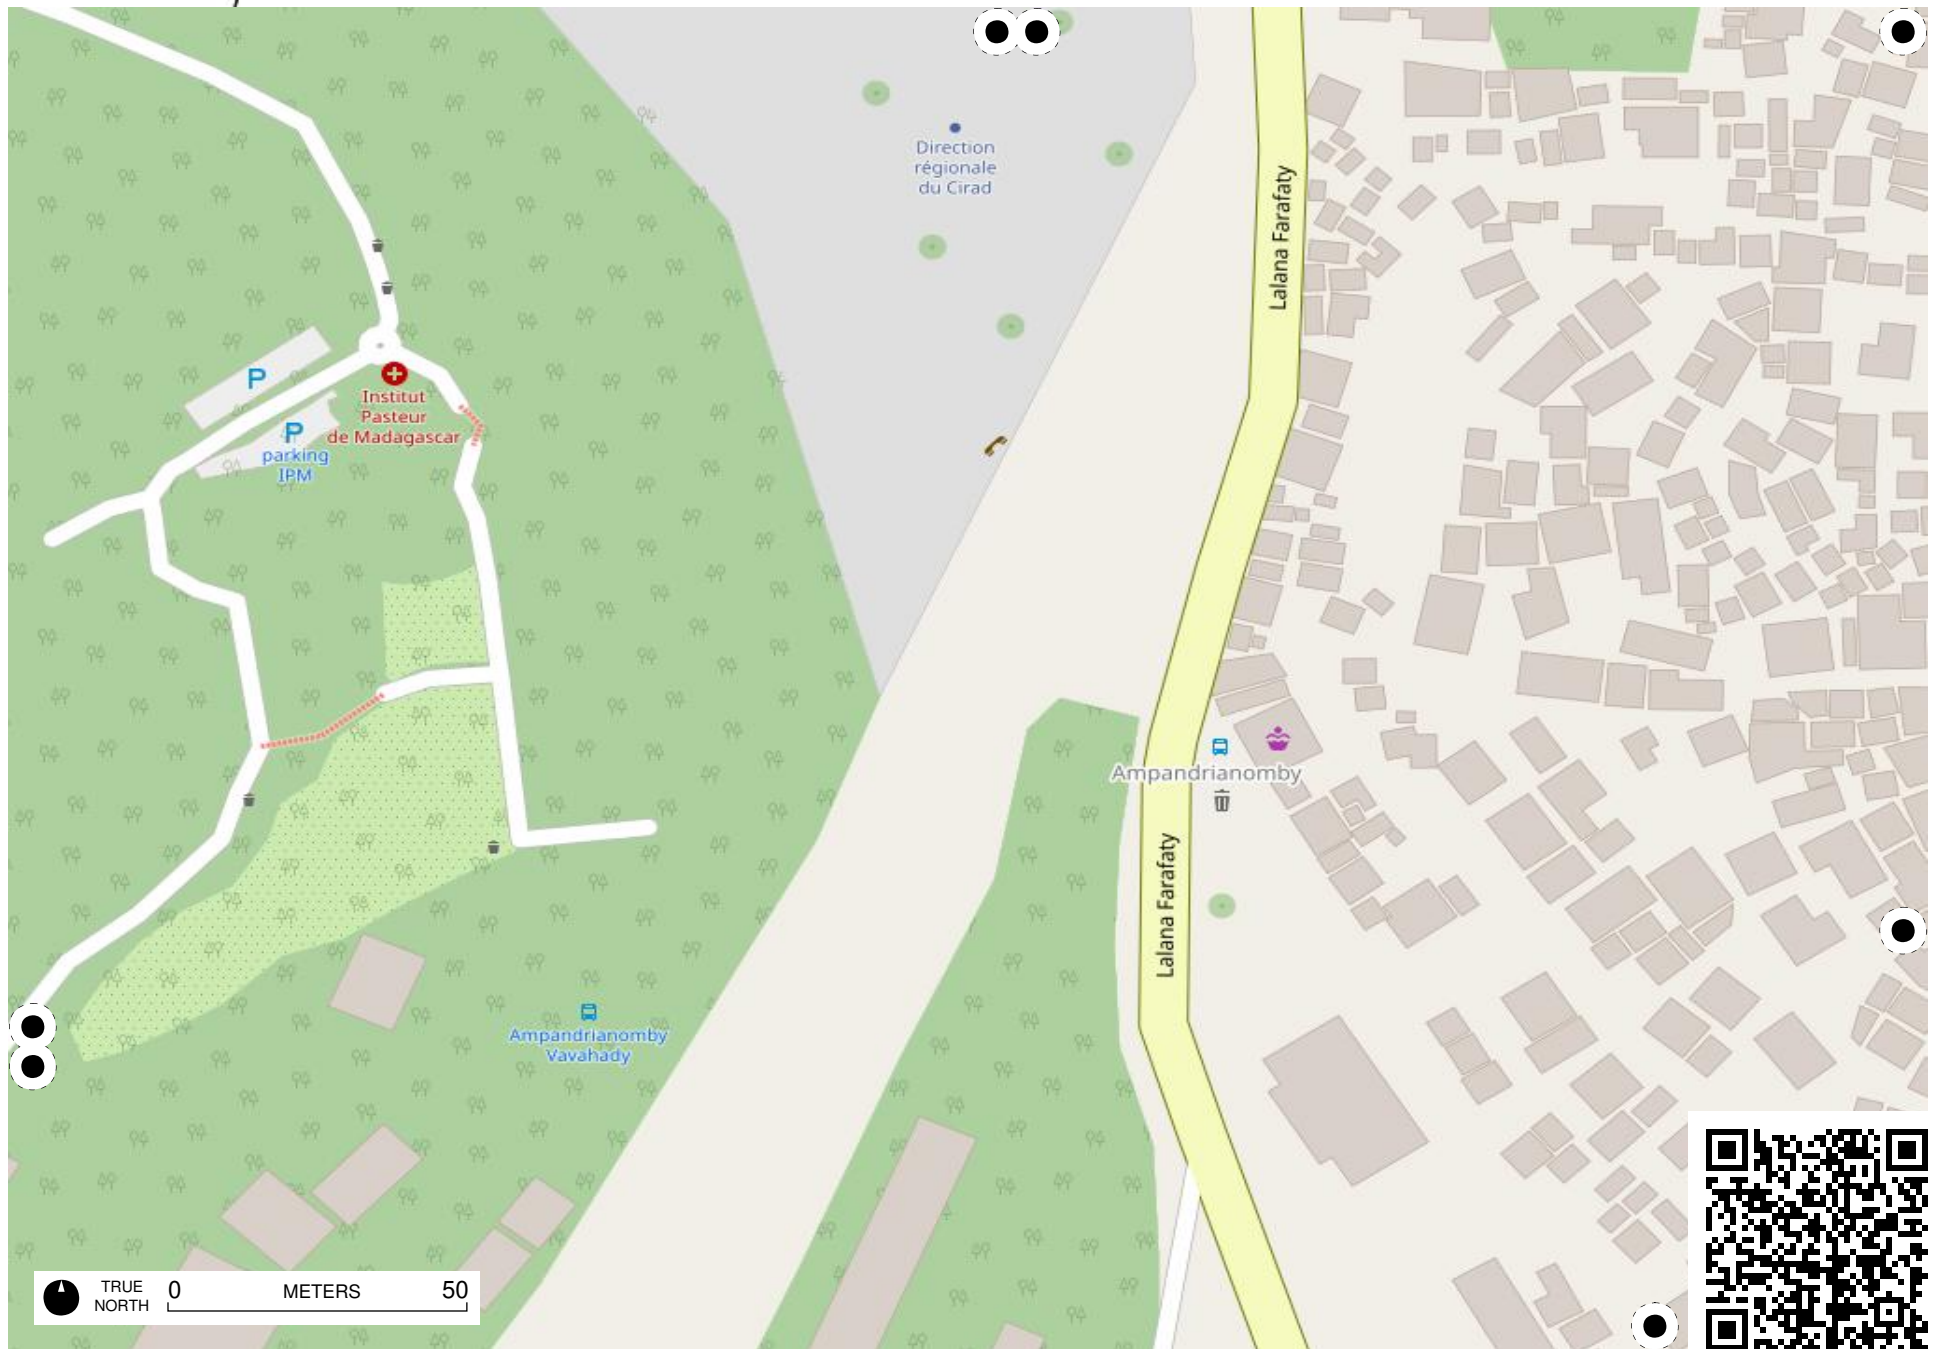 Direction
régionale
du Cirad
Lalana Farafaty
P
Institut
Pasteur
de Madagascar
P
parking
IPM
Ampandrianomby
Lalana Farafaty
Ampandrianomby
Vavahady
TRUE
NORTH
0 METERS 50